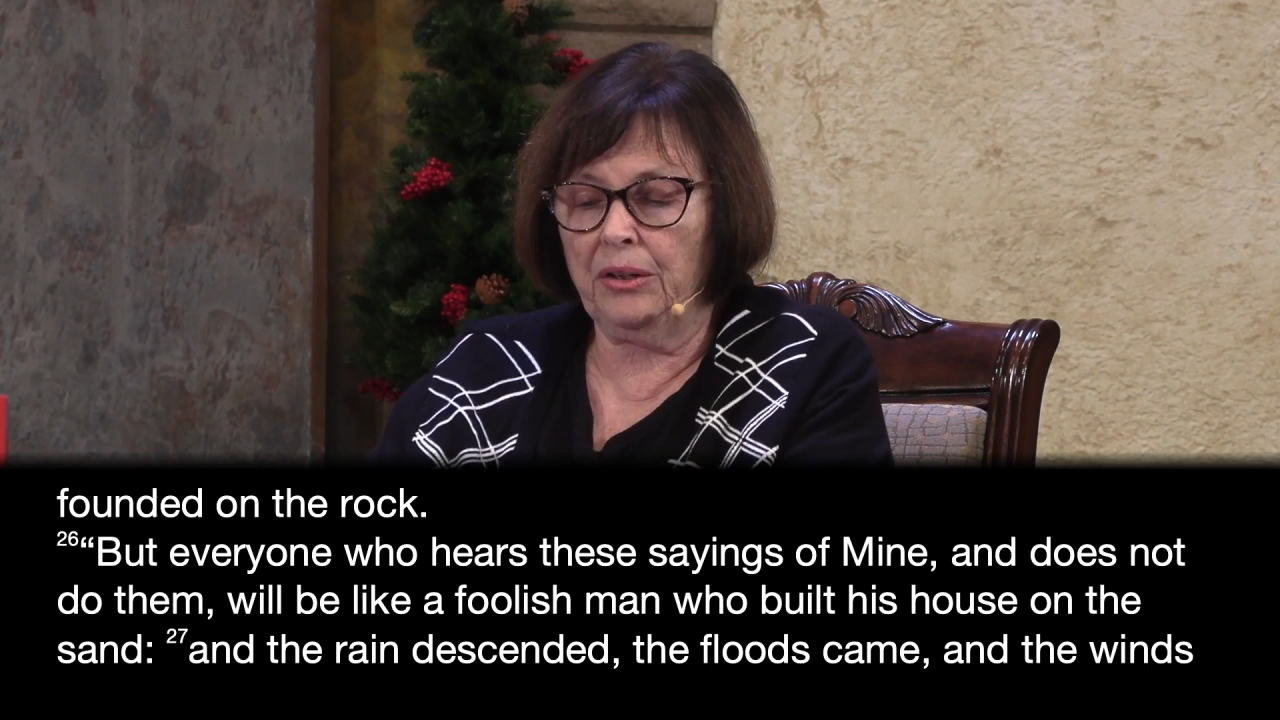 founded on the rock.
26“But everyone who hears these sayings of Mine, and does not
do them, will be like a foolish man who built his house on the
sand: 27and the rain descended, the floods came, and the winds